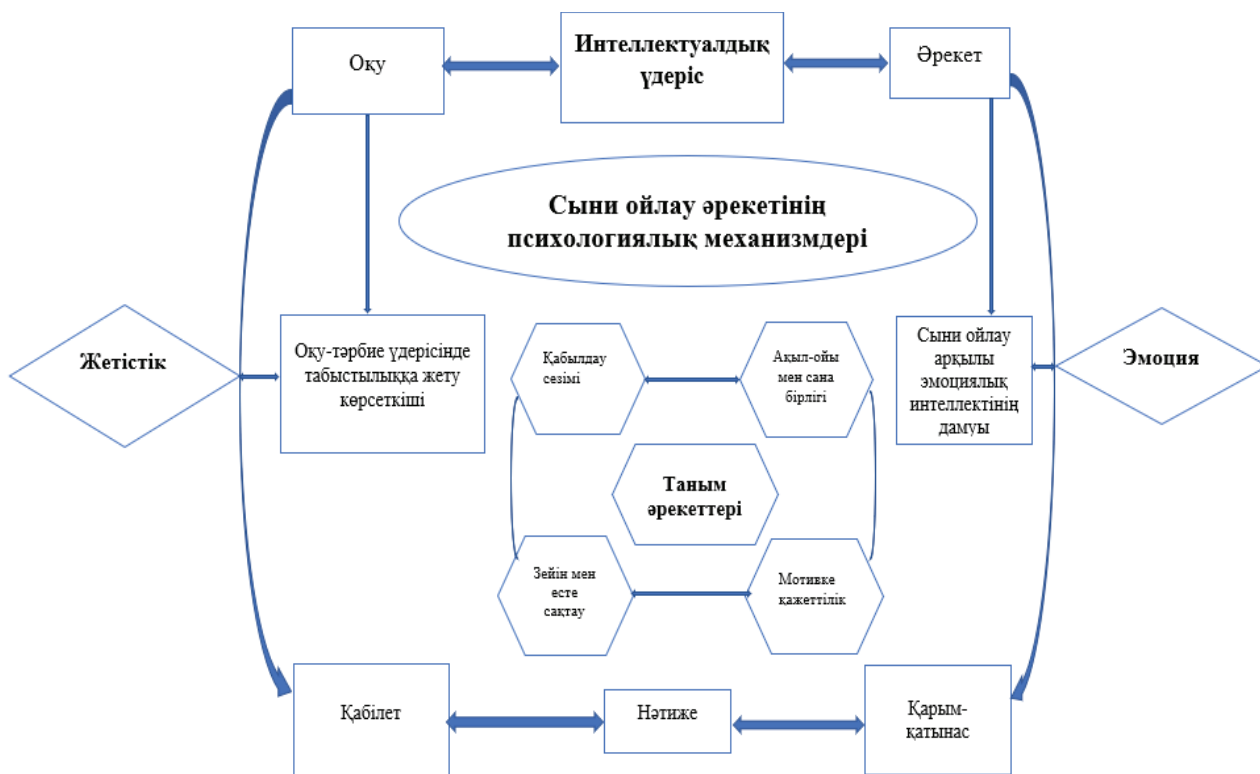 Оқу
Интеллектуалдық
үдеріс
Әрекет
Сыни ойлау әрекетінің
психологиялық механизмдері
Жетістік
Оқу-тәрбие үдерісінде
табыстылыққа жету
көрсеткіші
Қабылдау
сезімі
Ақыл-ойы
мен сана
бірлігі
Сыни ойлау
арқылы
эмоциялық
интеллектінің
дамуы
Эмоция
Таным
әрекеттері
Зейін мен
есте
сақтау
Мотивке
қажеттілік
Қабілет
Нәтиже
Қарым-
қатынас